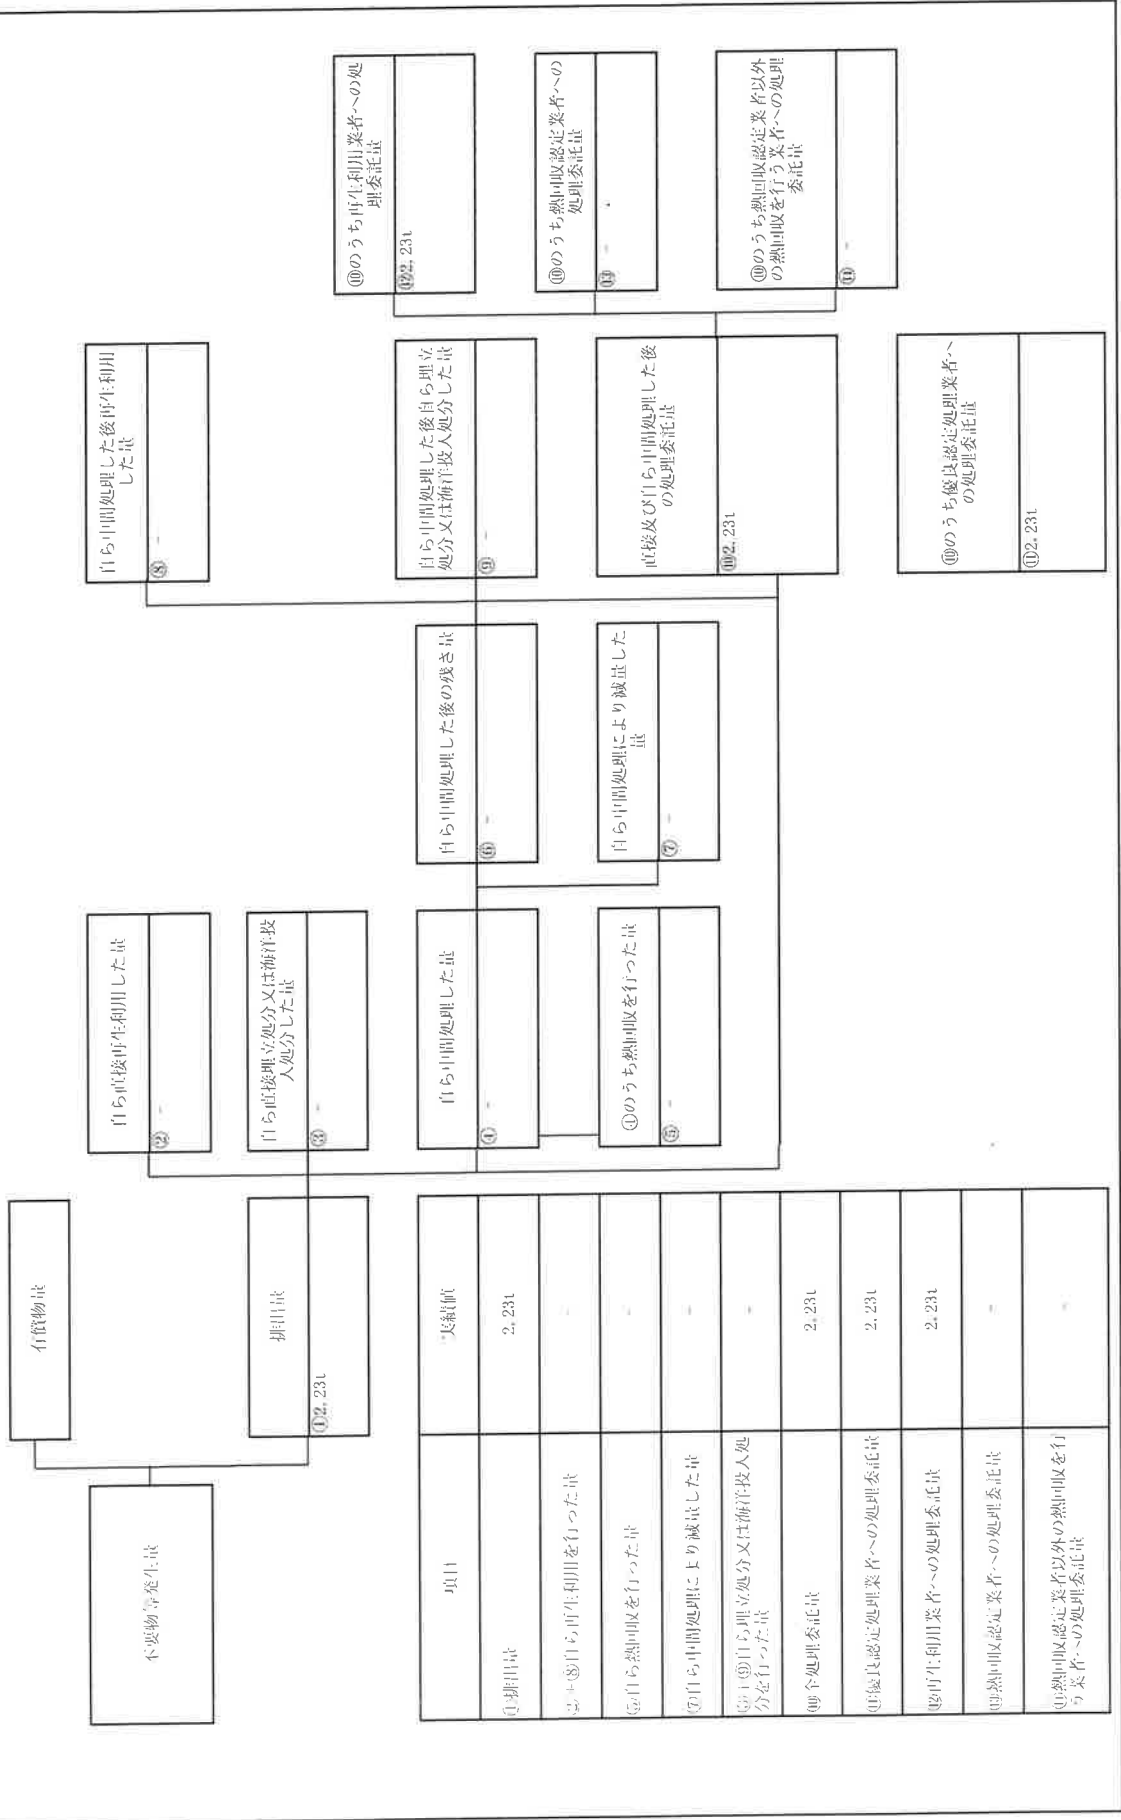 有償物量
不要物等発生量
排出量
①2.23t
自ら直接再生利用した量
② -
自ら直接埋立処分又は海洋投
入処分した量
③ -
自ら中間処理した量
④ -
④のうち熱回収を行った量
⑤ -
自ら中間処理した後の残さ量
⑥ -
自ら中間処理により減量した
量
⑦ -
自ら中間処理した後再生利用
した量
⑧ -
自ら中間処理した後自ら埋立
処分又は海洋投入処分した量
⑨ -
直接及び自ら中間処理した後
の処理委託量
⑩2.23t
⑩のうち優良認定処理業者へ
の処理委託量
⑪2.23t
⑩のうち再生利用業者への処
理委託量
⑫2.23t
⑩のうち熱回収認定業者への
処理委託量
⑬ -
⑩のうち熱回収認定業者以外
の熱回収を行う業者への処理
委託量
⑭ -
項目 実績値
①排出量 2.23t
②+⑧自ら再生利用を行った量 -
⑤自ら熱回収を行った量 -
⑦自ら中間処理により減量した量 -
③+⑨自ら埋立処分又は海洋投入処
分を行った量 -
⑩全処理委託量 2.23t
⑪優良認定処理業者への処理委託量 2.23t
⑫再生利用業者への処理委託量 2.23t
⑬熱回収認定業者への処理委託量 -
⑭熱回収認定業者以外の熱回収を行
う業者への処理委託量 -